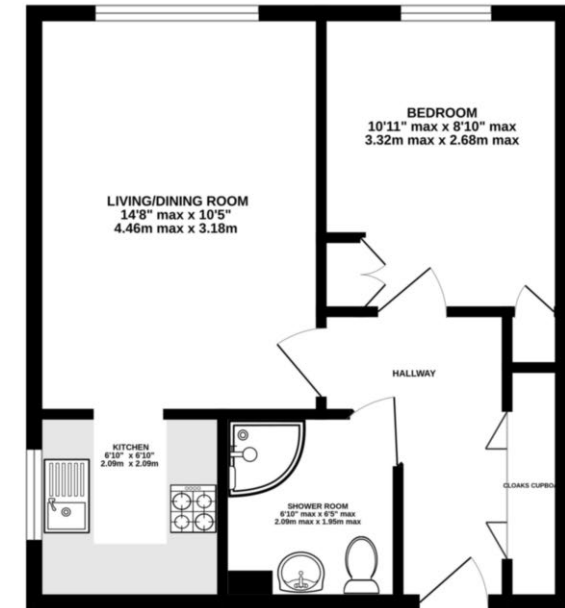 LIVING/DINING ROOM
14'8" max x 10'5"
4.46m max x 3.18m
BEDROOM
10'11" max x 8'10" max
3.32m max x 2.68m max
HALLWAY
KITCHEN
6'10" x 6'10"
2.09m x 2.09m
SHOWER ROOM
6'10" max x 6'5" max
2.09m max x 1.95m max
CLOAKS CUPBOA